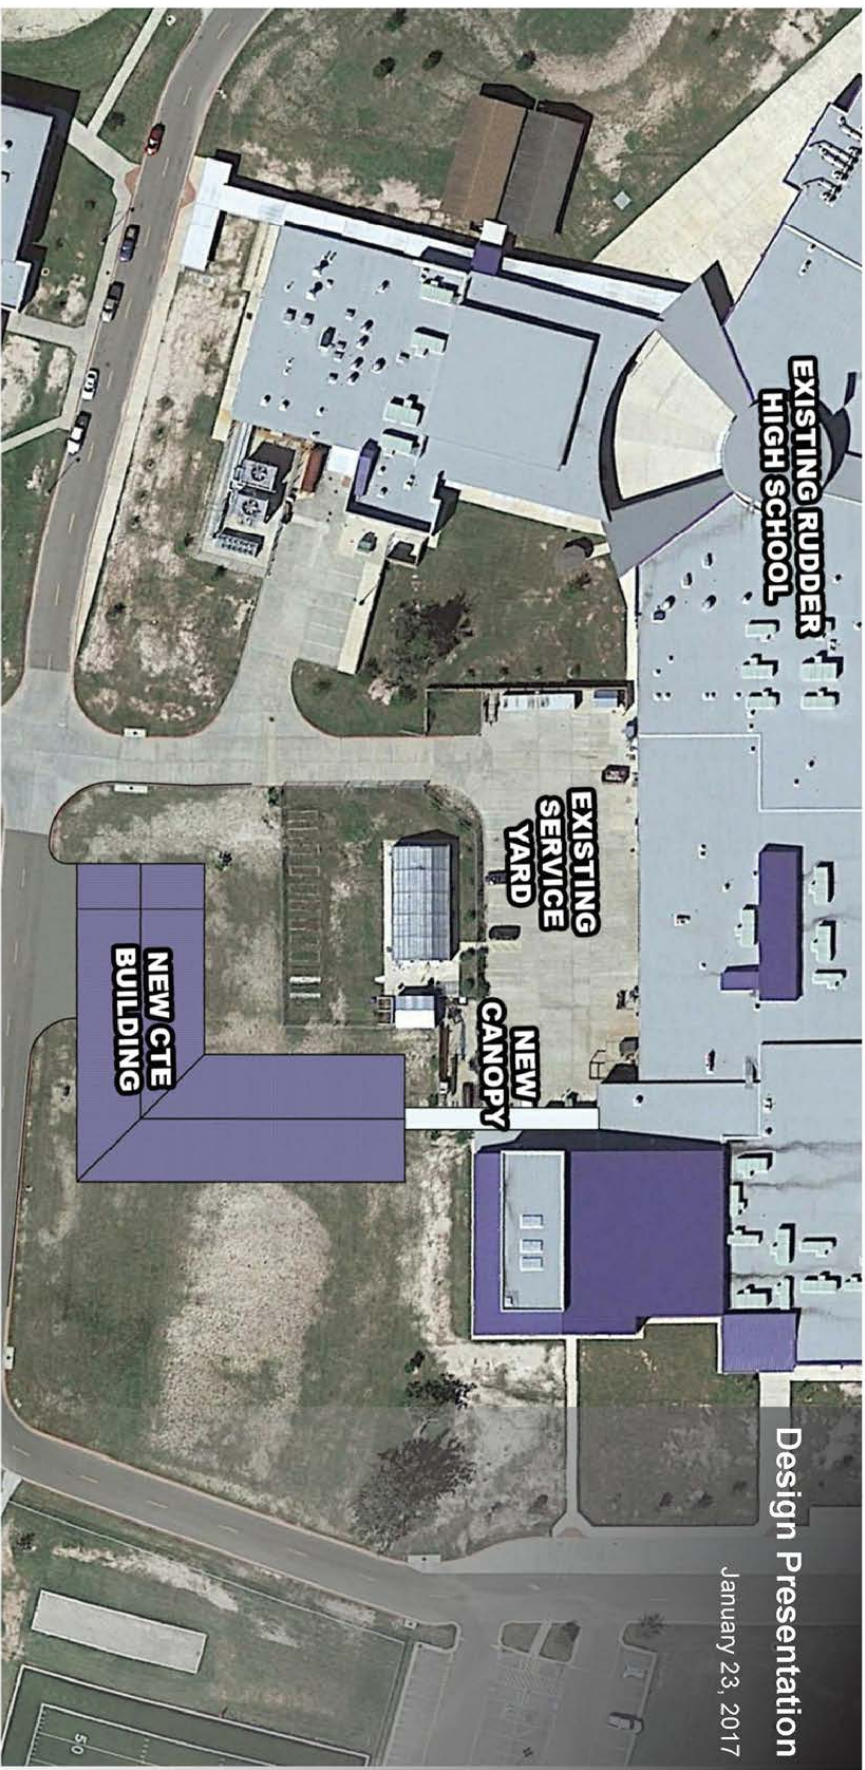 EXISTING RUDDER
HIGH SCHOOL
EXISTING
SERVICE
YARD
NEW
CANOPY
NEW CTE
BUILDING
Design Presentation
January 23, 2017
50